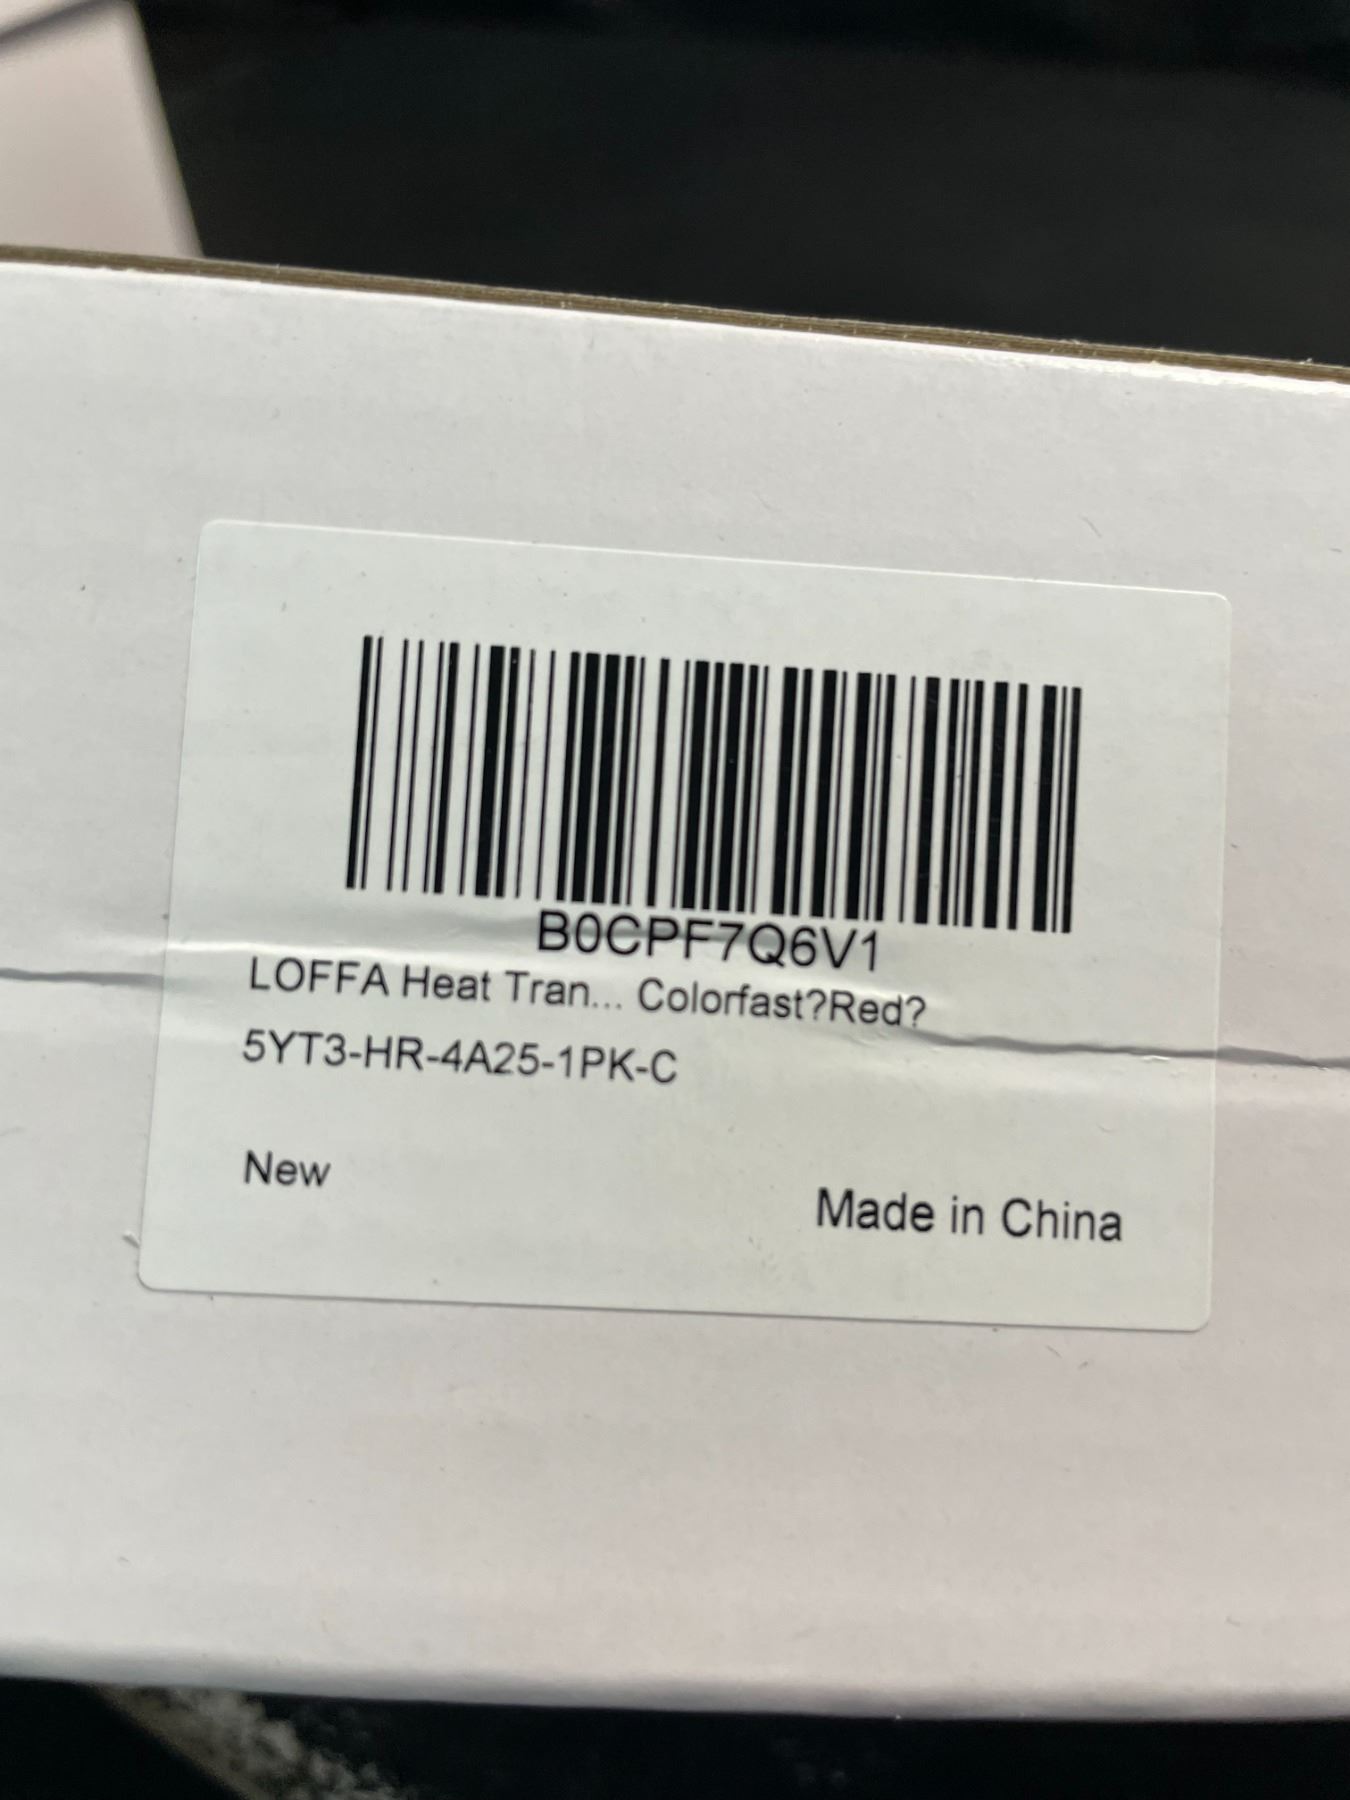 B0CPF7Q6V1
LOFFA Heat Tran... Colorfast?Red?
5YT3-HR-4A25-1PK-C
New
Made in China